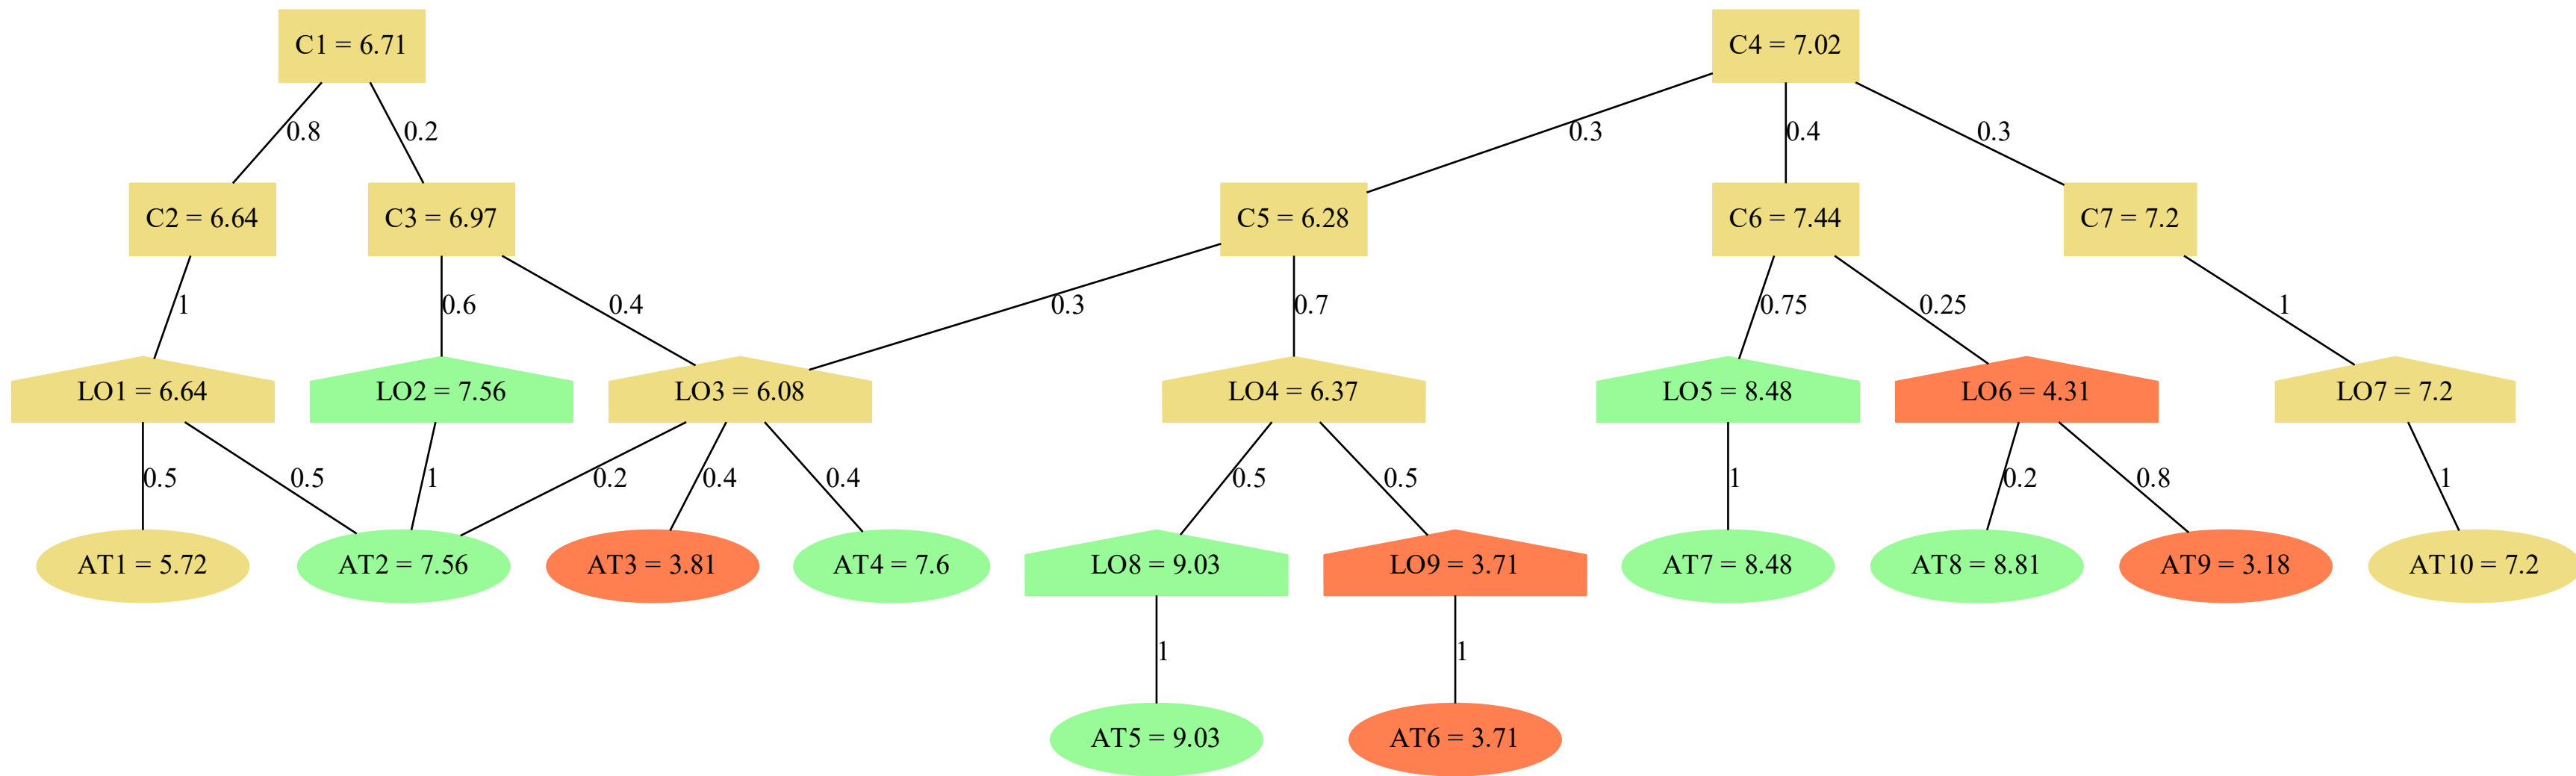 C1 = 6.71
C4 = 7.02
0.8
0.2
0.3
0.4
0.3
C2 = 6.64
C3 = 6.97
C5 = 6.28
C6 = 7.44
C7 = 7.2
1
0.6
0.4
0.3
0.7
0.75
0.25
1
LO1 = 6.64
LO2 = 7.56
LO3 = 6.08
LO4 = 6.37
LO5 = 8.48
LO6 = 4.31
LO7 = 7.2
0.5
0.5
1
0.2
0.4
0.4
0.5
0.5
1
0.2
0.8
1
AT1 = 5.72
AT2 = 7.56
AT3 = 3.81
AT4 = 7.6
LO8 = 9.03
LO9 = 3.71
AT7 = 8.48
AT8 = 8.81
AT9 = 3.18
AT10 = 7.2
1
1
AT5 = 9.03
AT6 = 3.71